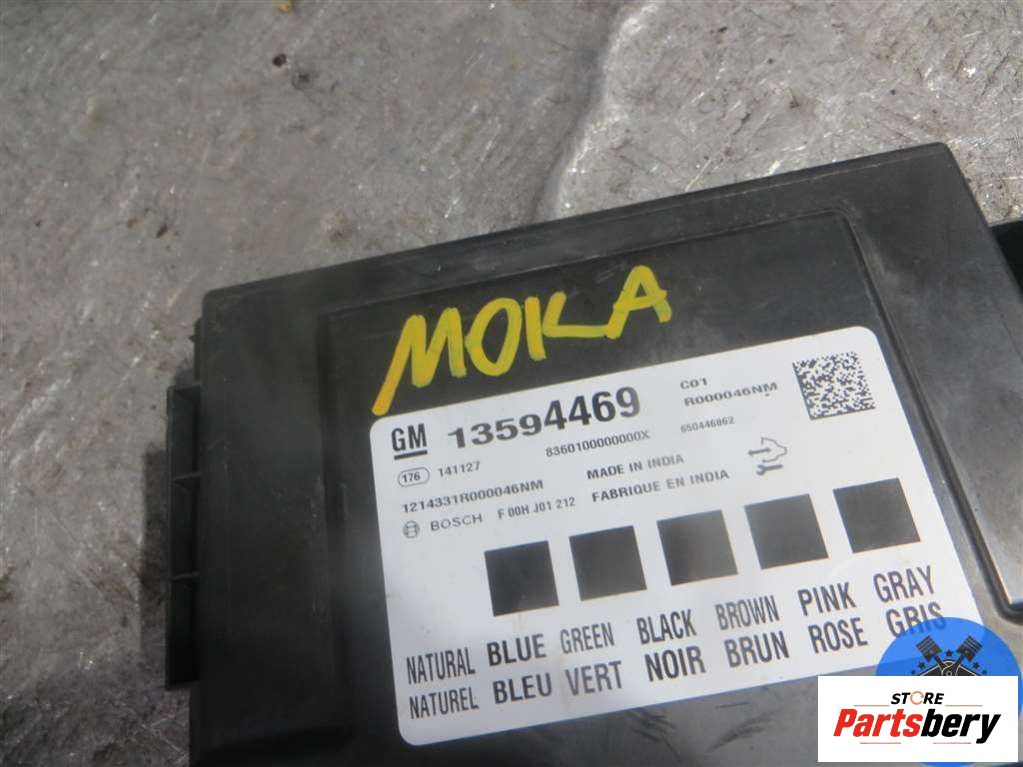 MOKA
GM 13594469
C01
R000046NM
8360100000000X
650446862
176 141127
1214331R000046NM
MADE IN INDIA
BOSCH F 00H J01 212
FABRIQUE EN INDIA
NATURAL BLUE GREEN BLACK BROWN PINK GRAY
NATUREL BLEU VERT NOIR BRUN ROSE GRIS
STORE
Partsbery